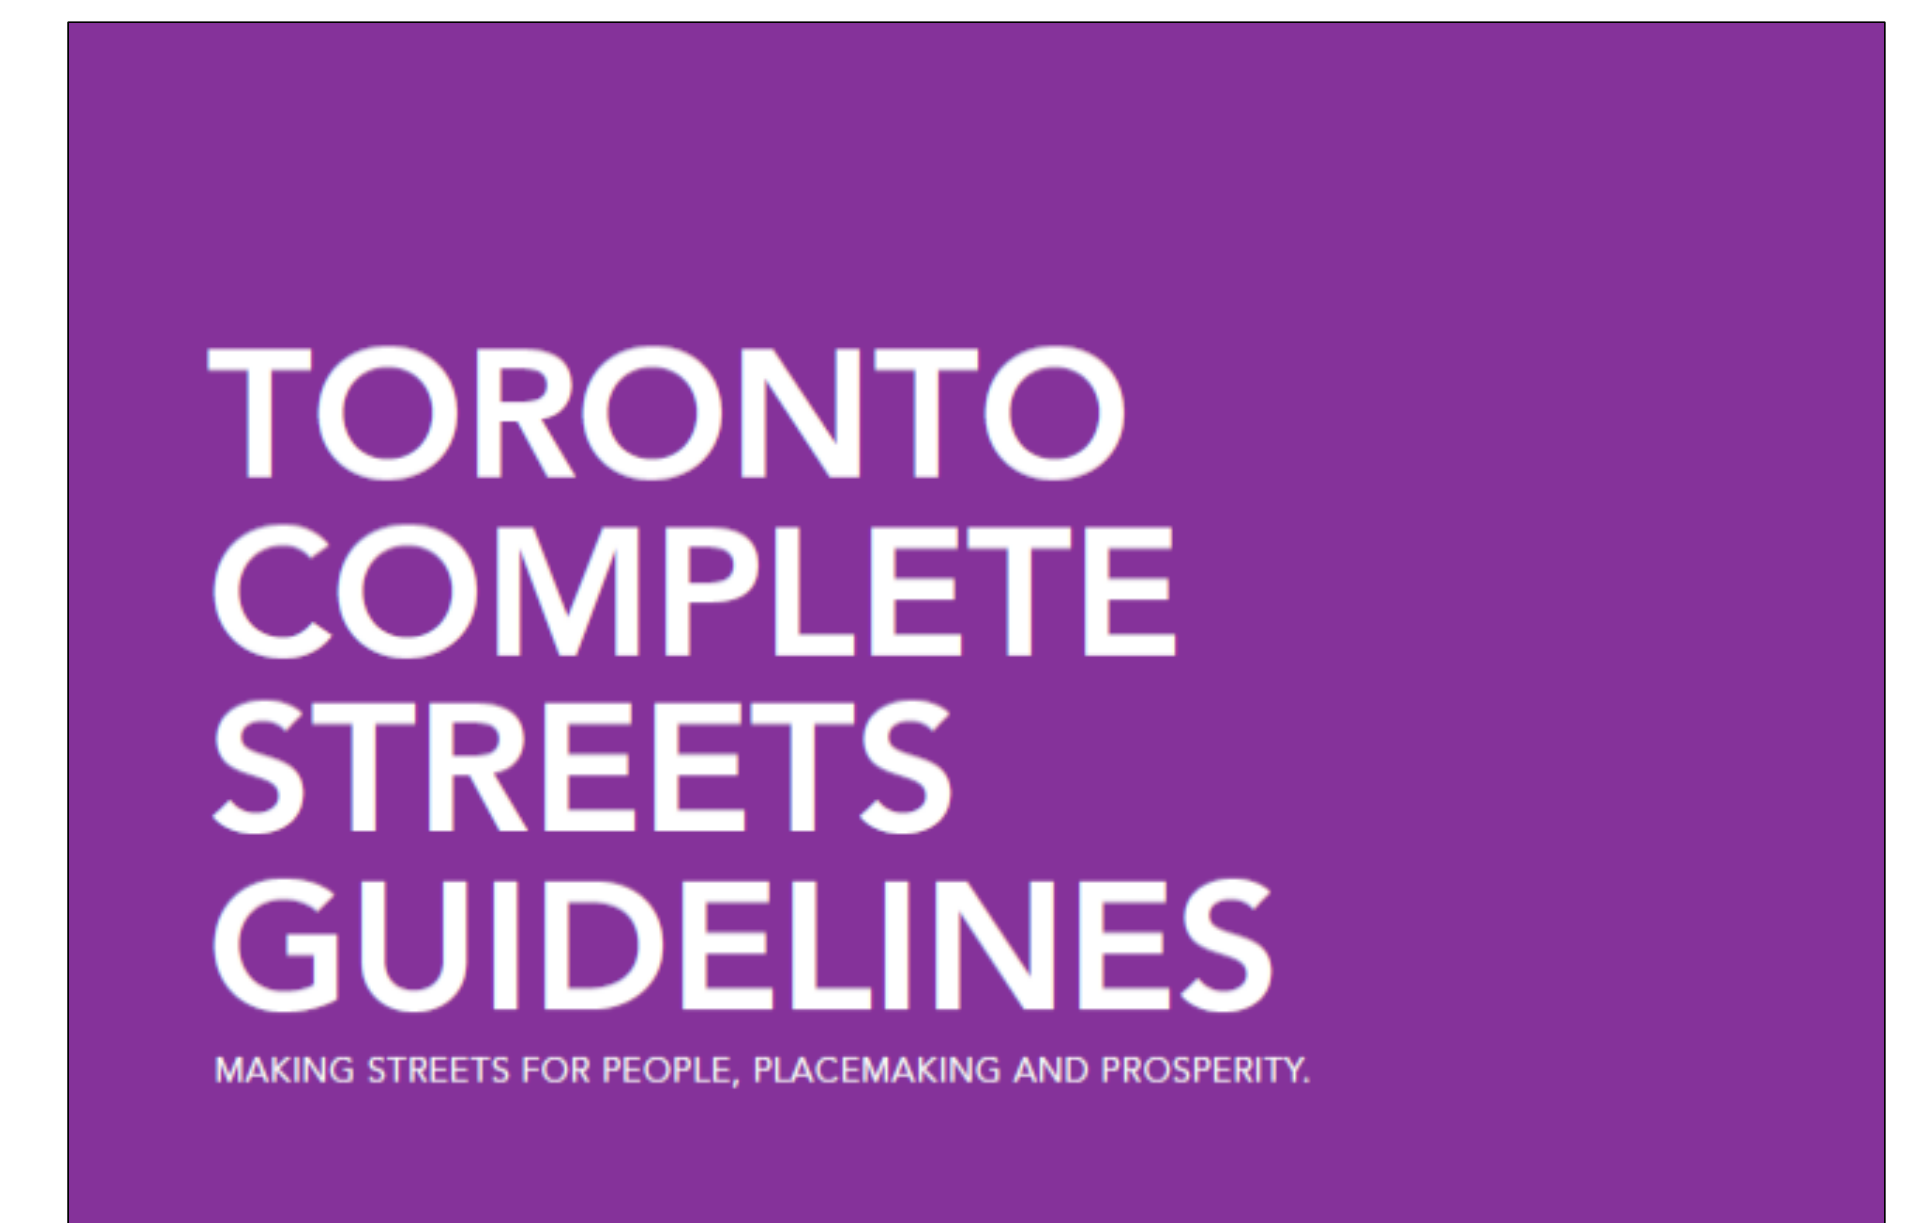 TORONTO
COMPLETE
STREETS
GUIDELINES
MAKING STREETS FOR PEOPLE, PLACEMAKING AND PROSPERITY.